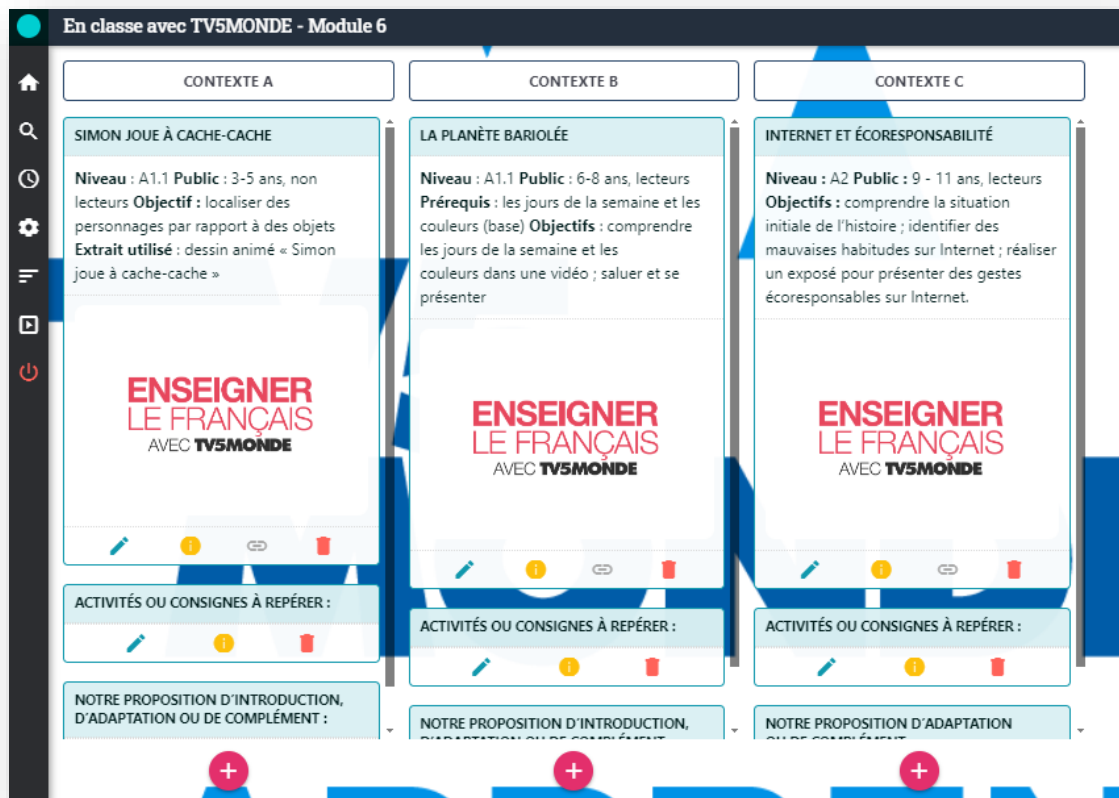 En classe avec TV5MONDE - Module 6
CONTEXTE A
SIMON JOUE À CACHE-CACHE
Niveau : A1.1 Public : 3-5 ans, non
lecteurs Objectif : localiser des
personnages par rapport à des objets
Extrait utilisé : dessin animé « Simon
joue à cache-cache »
ENSEIGNER
LE FRANÇAIS
AVEC TV5MONDE
ACTIVITÉS OU CONSIGNES À REPÉRER :
NOTRE PROPOSITION D'INTRODUCTION,
D'ADAPTATION OU DE COMPLÉMENT :
CONTEXTE B
LA PLANÈTE BARIOLÉE
Niveau : A1.1 Public : 6-8 ans, lecteurs
Prérequis : les jours de la semaine et les
couleurs (base) Objectifs : comprendre
les jours de la semaine et les
couleurs dans une vidéo ; saluer et se
présenter
ENSEIGNER
LE FRANÇAIS
AVEC TV5MONDE
ACTIVITÉS OU CONSIGNES À REPÉRER :
NOTRE PROPOSITION D'INTRODUCTION,
D'ADAPTATION OU DE COMPLÉMENT
CONTEXTE C
INTERNET ET ÉCORESPONSABILITÉ
Niveau : A2 Public : 9 - 11 ans, lecteurs
Objectifs : comprendre la situation
initiale de l'histoire ; identifier des
mauvaises habitudes sur Internet ; réaliser
un exposé pour présenter des gestes
écoresponsables sur Internet.
ENSEIGNER
LE FRANÇAIS
AVEC TV5MONDE
ACTIVITÉS OU CONSIGNES À REPÉRER :
NOTRE PROPOSITION D'ADAPTATION
OU DE COMPLÉMENT